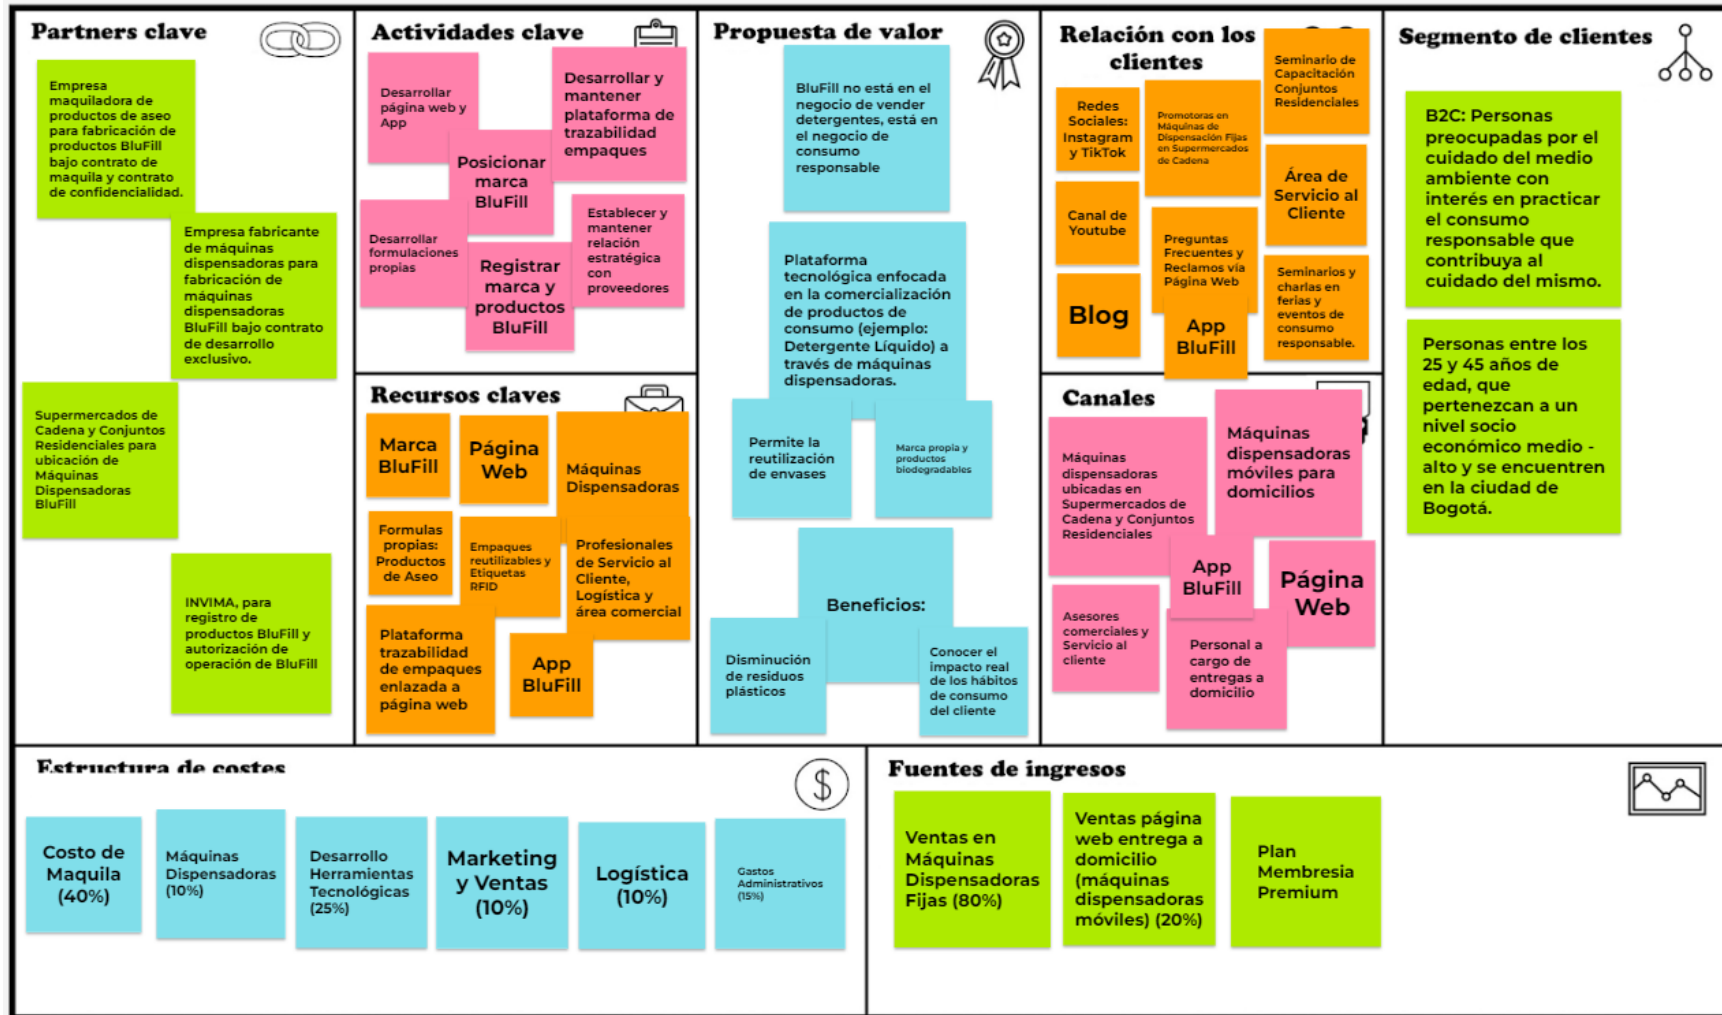 Partners clave
Empresa
maquiladora de
productos de aseo
para fabricación de
productos BluFill
bajo contrato de
maquila y contrato
de confidencialidad.
Empresa fabricante
de máquinas
dispensadoras para
fabricación de
máquinas
dispensadoras
BluFill bajo contrato
de desarrollo
exclusivo.
Supermercados de
Cadena y Conjuntos
Residenciales para
ubicación de
Máquinas
Dispensadoras
BluFill
INVIMA, para
registro de
productos BluFill y
autorización de
operación de BluFill
Actividades clave
Desarrollar
página web y
App
Desarrollar y
mantener
plataforma de
trazabilidad
empaques
Posicionar
marca
BluFill
Desarrollar
formulaciones
propias
Establecer y
mantener
relación
estratégica
con
proveedores
Registrar
marca y
productos
BluFill
Recursos claves
Marca
BluFill
Página
Web
Máquinas
Dispensadoras
Formulas
propias:
Productos
de Aseo
Empaques
reutilizables y
Etiquetas
RFID
Profesionales
de Servicio al
Cliente,
Logística y
área comercial
Plataforma
trazabilidad
de empaques
enlazada a
página web
App
BluFill
Propuesta de valor
BluFill no está en el
negocio de vender
detergentes, está en
el negocio de
consumo
responsable
Plataforma
tecnológica enfocada
en la comercialización
de productos de
consumo (ejemplo:
Detergente Líquido) a
través de máquinas
dispensadoras.
Permite la
reutilización
de envases
Marca propia y
productos
biodegradables
Beneficios:
Disminución
de residuos
plásticos
Conocer el
impacto real
de los hábitos
de consumo
del cliente
Relación con los
clientes
Redes
Sociales:
Instagram
y TikTok
Promotoras en
Máquinas de
Dispensación Fijas
en Supermercados
de Cadena
Seminario de
Capacitación
Conjuntos
Residenciales
Canal de
Youtube
Preguntas
Frecuentes y
Reclamos vía
Página Web
Área de
Servicio al
Cliente
Blog
App
BluFill
Seminarios y
charlas en
ferias y
eventos de
consumo
responsable.
Canales
Máquinas
dispensadoras
ubicadas en
Supermercados de
Cadena y Conjuntos
Residenciales
Máquinas
dispensadoras
móviles para
domicilios
App
BluFill
Página
Web
Asesores
comerciales y
Servicio al
cliente
Personal a
cargo de
entregas a
domicilio
Segmento de clientes
B2C: Personas
preocupadas por el
cuidado del medio
ambiente con
interés en practicar
el consumo
responsable que
contribuya al
cuidado del mismo.
Personas entre los
25 y 45 años de
edad, que
pertenezcan a un
nivel socio
económico medio -
alto y se encuentren
en la ciudad de
Bogotá.
Estructura de costes
$
Costo de
Maquila
(40%)
Máquinas
Dispensadoras
(10%)
Desarrollo
Herramientas
Tecnológicas
(25%)
Marketing
y Ventas
(10%)
Logística
(10%)
Gastos
Administrativos
(15%)
Fuentes de ingresos
Ventas en
Máquinas
Dispensadoras
Fijas (80%)
Ventas página
web entrega a
domicilio
(máquinas
dispensadoras
móviles) (20%)
Plan
Membresia
Premium